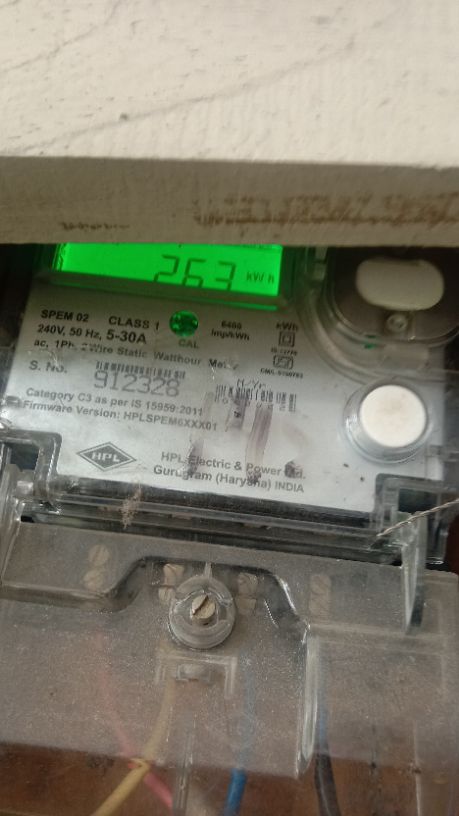 263 kWh
SPEM 02 CLASS 1
CAL
6400 imp/kWh
kWh
240V, 50 Hz, 5-30A
ac, 1Ph, 2Wire Static Watthour Meter
S. No.
912328
M/Yr.
Category C3 as per IS 15959:2011
Firmware Version: HPLSPEM6XXX01
HPL
HPL Electric & Power Ltd.
Gurugram (Haryana) INDIA